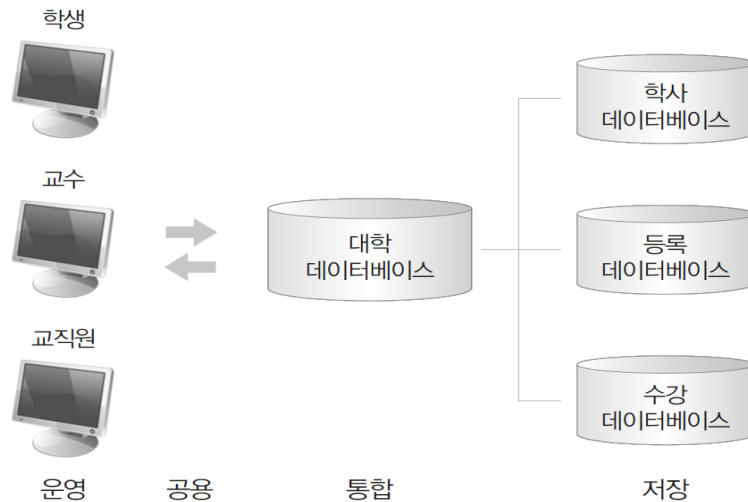 학생
교수
교직원
대학
데이터베이스
학사
데이터베이스
등록
데이터베이스
수강
데이터베이스
운영 공용 통합 저장